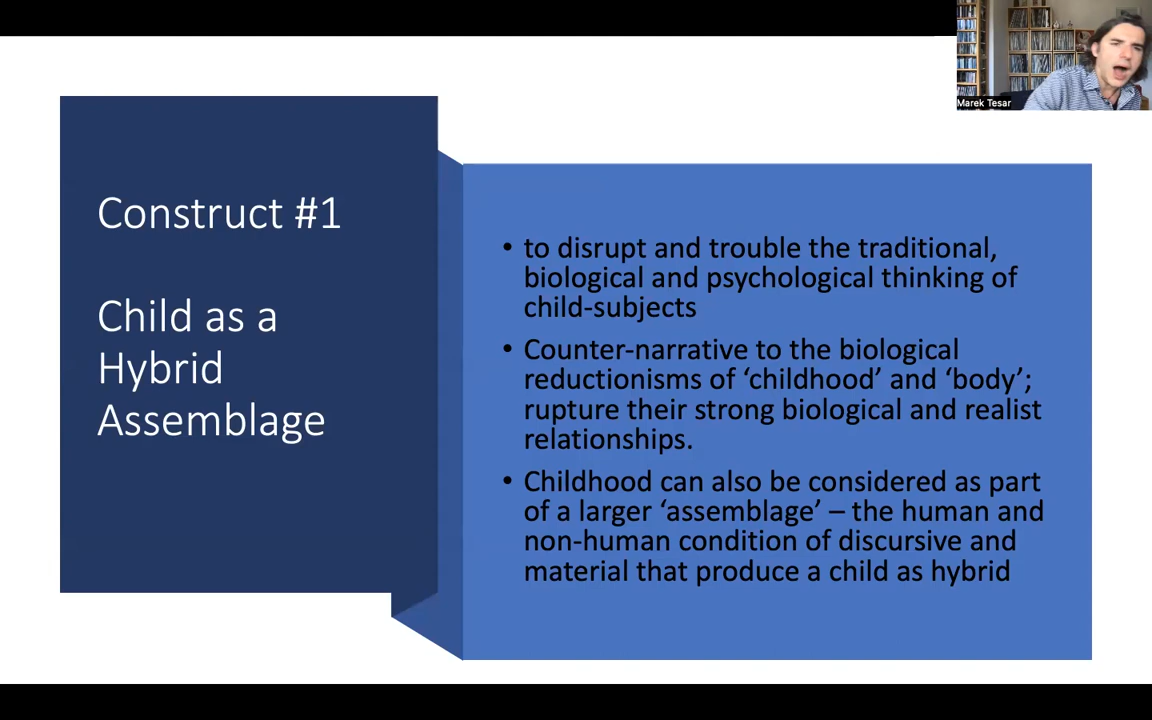 Marek Tesar
Construct #1
Child as a
Hybrid
Assemblage
• to disrupt and trouble the traditional,
biological and psychological thinking of
child-subjects
• Counter-narrative to the biological
reductionisms of ‘childhood’ and ‘body’;
rupture their strong biological and realist
relationships.
• Childhood can also be considered as part
of a larger ‘assemblage’ – the human and
non-human condition of discursive and
material that produce a child as hybrid